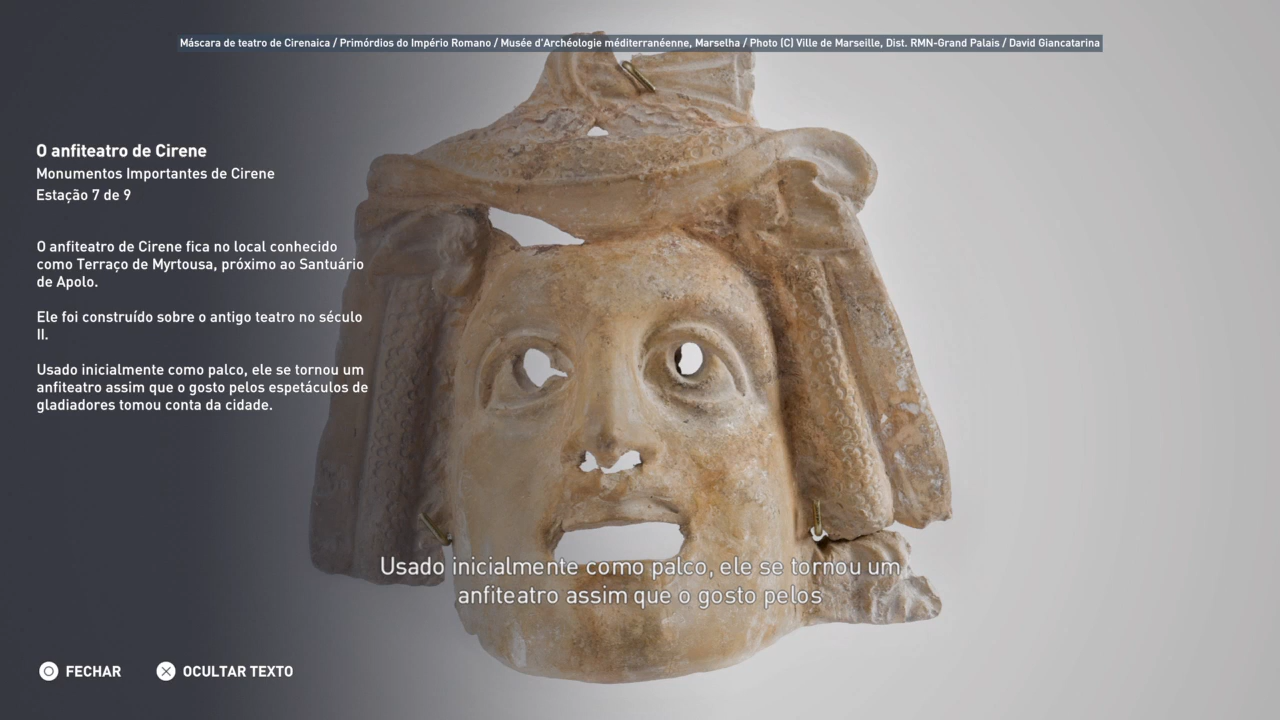 Máscara de teatro de Cirenaica / Primórdios do Império Romano / Musée d'Archéologie méditerranéenne, Marselha / Photo (C) Ville de Marseille, Dist. RMN-Grand Palais / David Giancatarina
O anfiteatro de Cirene
Monumentos Importantes de Cirene
Estação 7 de 9
O anfiteatro de Cirene fica no local conhecido
como Terraço de Myrtousa, próximo ao Santuário
de Apolo.
Ele foi construído sobre o antigo teatro no século
II.
Usado inicialmente como palco, ele se tornou um
anfiteatro assim que o gosto pelos espetáculos de
gladiadores tomou conta da cidade.
Usado inicialmente como palco, ele se tornou um
anfiteatro assim que o gosto pelos
FECHAR
OCULTAR TEXTO